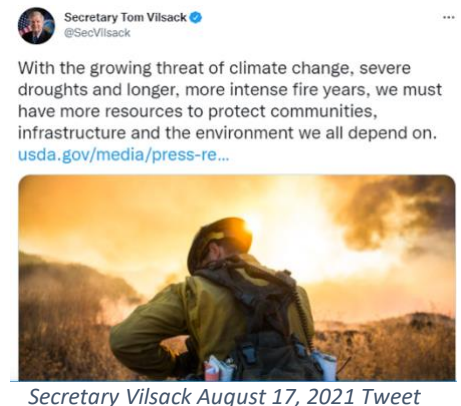 Secretary Tom Vilsack
@SecVilsack
With the growing threat of climate change, severe
droughts and longer, more intense fire years, we must
have more resources to protect communities,
infrastructure and the environment we all depend on.
usda.gov/media/press-re...
Secretary Vilsack August 17, 2021 Tweet